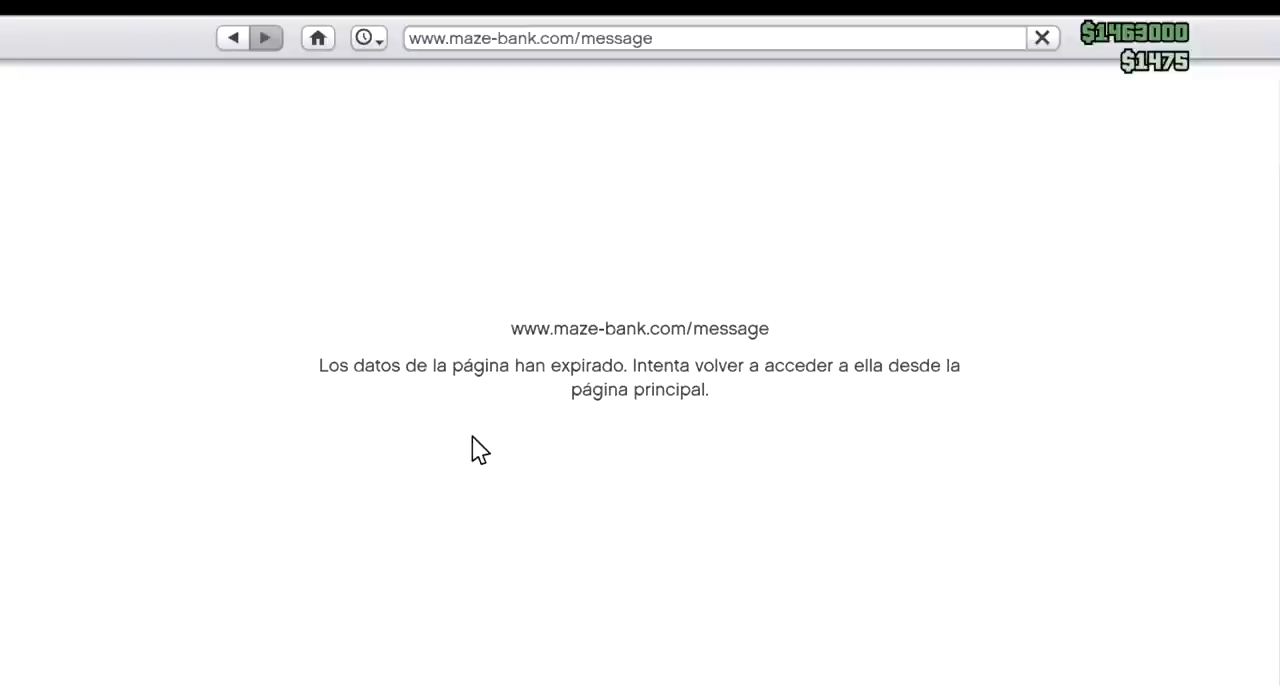 www.maze-bank.com/message
$1463000
$1475
www.maze-bank.com/message
Los datos de la página han expirado. Intenta volver a acceder a ella desde la
página principal.